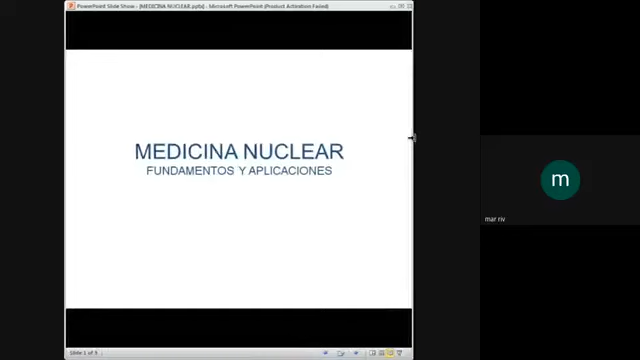 PowerPoint Slide Show - [MEDICINA NUCLEAR.pptx] - Microsoft PowerPoint (Product Activation Failed)
MEDICINA NUCLEAR
FUNDAMENTOS Y APLICACIONES
m
mar riv
Slide 1 of 9